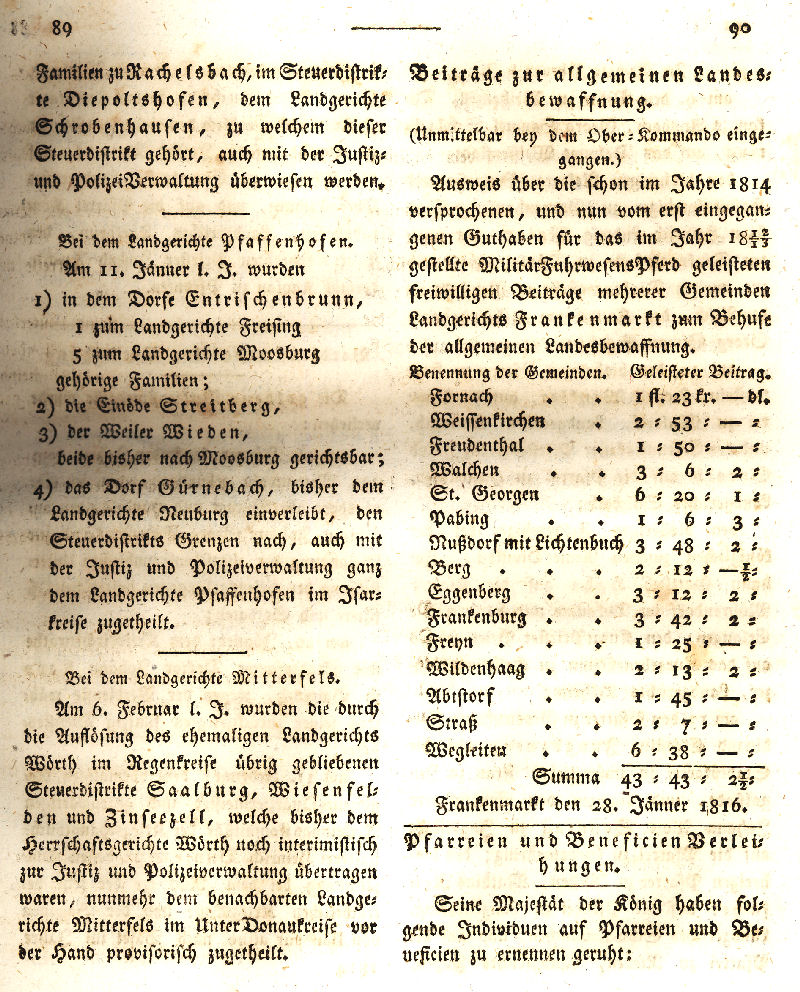 89
Familien zu Rachelsbach, im Steuerdistrik-
te Diepoltshofen, dem Landgerichte
Schrobenhausen, zu welchem dieser
Steuerdistrikt gehört, auch mit der Justiz-
und PolizeiVerwaltung überwiesen werden.
Bei dem Landgerichte Pfaffenhofen.
Am 11. Jänner l. J. wurden
1) in dem Dorfe Entrischenbrunn,
1 zum Landgerichte Freising
5 zum Landgerichte Moosburg
gehörige Familien;
2) die Einöde Streitberg,
3) der Weiler Wieden,
beide bisher nach Moosburg gerichtsbar;
4) das Dorf Gürnebach, bisher dem
Landgerichte Neuburg einverleibt, den
Steuerdistrikts Grenzen nach, auch mit
der Justiz und Polizeiverwaltung ganz
dem Landgerichte Pfaffenhofen im Isar-
kreise zugetheilt.
Bei dem Landgerichte Mitterfels.
Am 6. Februar l. J. wurden die durch
die Auflösung des ehemaligen Landgerichts
Wörth im Regenkreise übrig gebliebenen
Steuerdistrikte Saalburg, Wiesenfel-
den und Zinseezell, welche bisher dem
Herrschaftsgerichte Wörth noch interimistisch
zur Justiz und Polizeiverwaltung übertragen
waren, nunmehr dem benachbarten Landge-
richte Mitterfels im UnterDonaukreise vor
der Hand provisorisch zugetheilt.
90
Beiträge zur allgemeinen Landes-
bewaffnung.
(Unmittelbar bey dem Ober-Kommando einge-
gangen.)
Ausweis über die schon im Jahre 1814
versprochenen, und nun vom erst eingegan-
genen Guthaben für das im Jahr 18 12/13
gestellte MilitärFuhrwesensPferd geleisteten
freiwilligen Beiträge mehrerer Gemeinden
Landgerichts Frankenmarkt zum Behufe
der allgemeinen Landesbewaffnung.
Benennung der Gemeinden. Geleisteter Beitrag.
Fornach . . 1 fl. 23 kr. — dl.
Weissenkirchen . 2 - 53 - — -
Freudenthal . . 1 - 50 - — -
Walchen . . 3 - 6 - 2 -
St. Georgen . 6 - 20 - 1 -
Pabing . . 1 - 6 - 3 -
Nußdorf mit Lichtenbuch 3 - 48 - 2 -
Berg . . . 2 - 12 - — 1/2 -
Eggenberg . . 3 - 12 - 2 -
Frankenburg . . 3 - 42 - 2 -
Freyn . . . 1 - 25 - — -
Wildenhaag . . 2 - 13 - 2 -
Abtstorf . . 1 - 45 - — -
Straß . . 2 - 7 - — -
Wegleiten . . 6 - 38 - — -
Summa 43 - 43 - 2 1/2 -
Frankenmarkt den 28. Jänner 1816.
Pfarreien und Beneficien Verlei-
hungen.
Seine Majestät der König haben fol-
gende Individuen auf Pfarreien und Be-
neficien zu ernennen geruht: